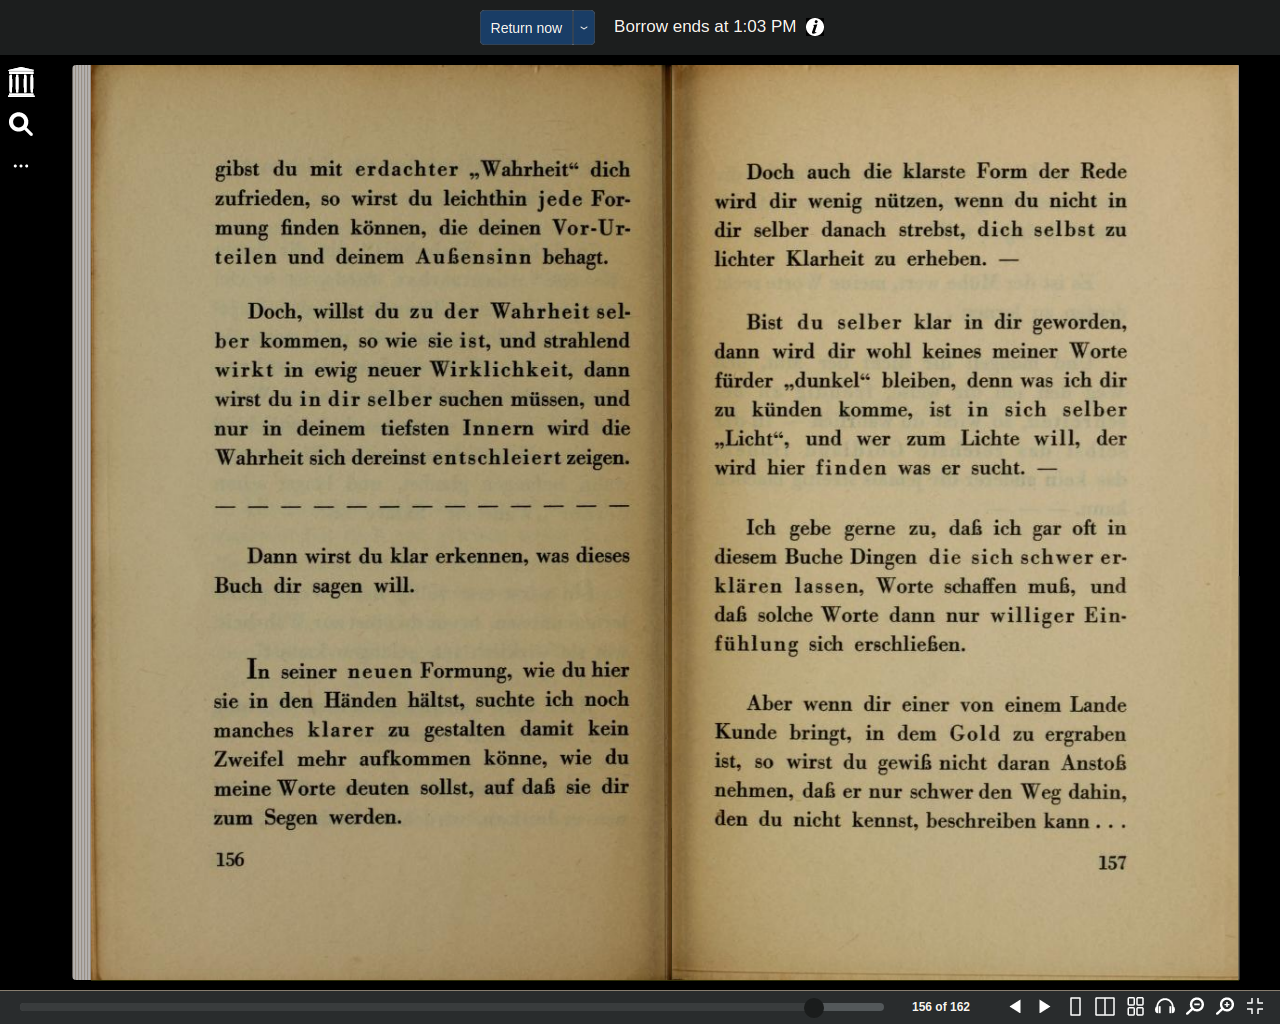 Return now
Borrow ends at 1:03 PM
gibst du mit erdachter „Wahrheit“ dich
zufrieden, so wirst du leichthin jede For-
mung finden können, die deinen Vor-Ur-
teilen und deinem Außensinn behagt.
Doch, willst du zu der Wahrheit sel-
ber kommen, so wie sie ist, und strahlend
wirkt in ewig neuer Wirklichkeit, dann
wirst du in dir selber suchen müssen, und
nur in deinem tiefsten Innern wird die
Wahrheit sich dereinst entschleiert zeigen.
— — — — — — — — — — — — —
Dann wirst du klar erkennen, was dieses
Buch dir sagen will.
In seiner neuen Formung, wie du hier
sie in den Händen hältst, suchte ich noch
manches klarer zu gestalten damit kein
Zweifel mehr aufkommen könne, wie du
meine Worte deuten sollst, auf daß sie dir
zum Segen werden.
156
Doch auch die klarste Form der Rede
wird dir wenig nützen, wenn du nicht in
dir selber danach strebst, dich selbst zu
lichter Klarheit zu erheben. —
Bist du selber klar in dir geworden,
dann wird dir wohl keines meiner Worte
fürder „dunkel“ bleiben, denn was ich dir
zu künden komme, ist in sich selber
„Licht“, und wer zum Lichte will, der
wird hier finden was er sucht. —
Ich gebe gerne zu, daß ich gar oft in
diesem Buche Dingen die sich schwer er-
klären lassen, Worte schaffen muß, und
daß solche Worte dann nur williger Ein-
fühlung sich erschließen.
Aber wenn dir einer von einem Lande
Kunde bringt, in dem Gold zu ergraben
ist, so wirst du gewiß nicht daran Anstoß
nehmen, daß er nur schwer den Weg dahin,
den du nicht kennst, beschreiben kann . . .
157
156 of 162